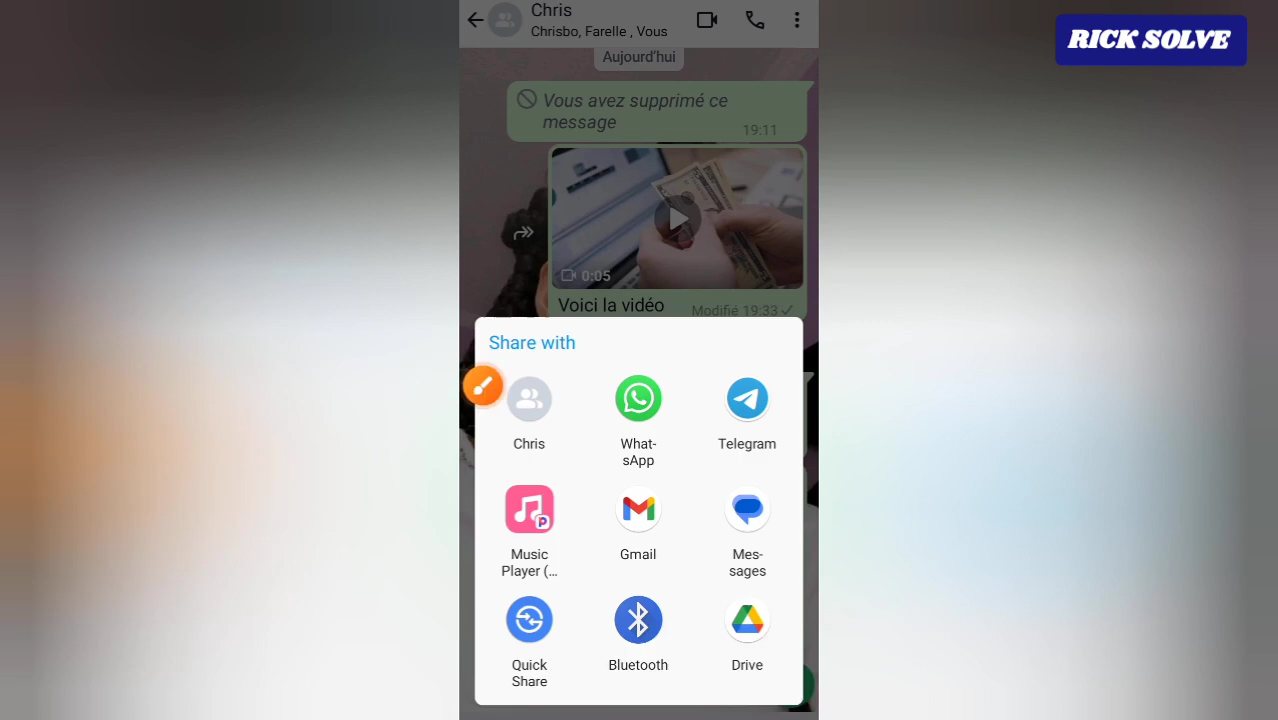 Chris
Chrisbo, Farelle , Vous
RICK SOLVE
Aujourd'hui
Vous avez supprimé ce
message
19:11
0:05
Voici la vidéo
Modifié 19:33
Share with
Chris
What-
sApp
Telegram
Music
Player (...
Gmail
Mes-
sages
Quick
Share
Bluetooth
Drive